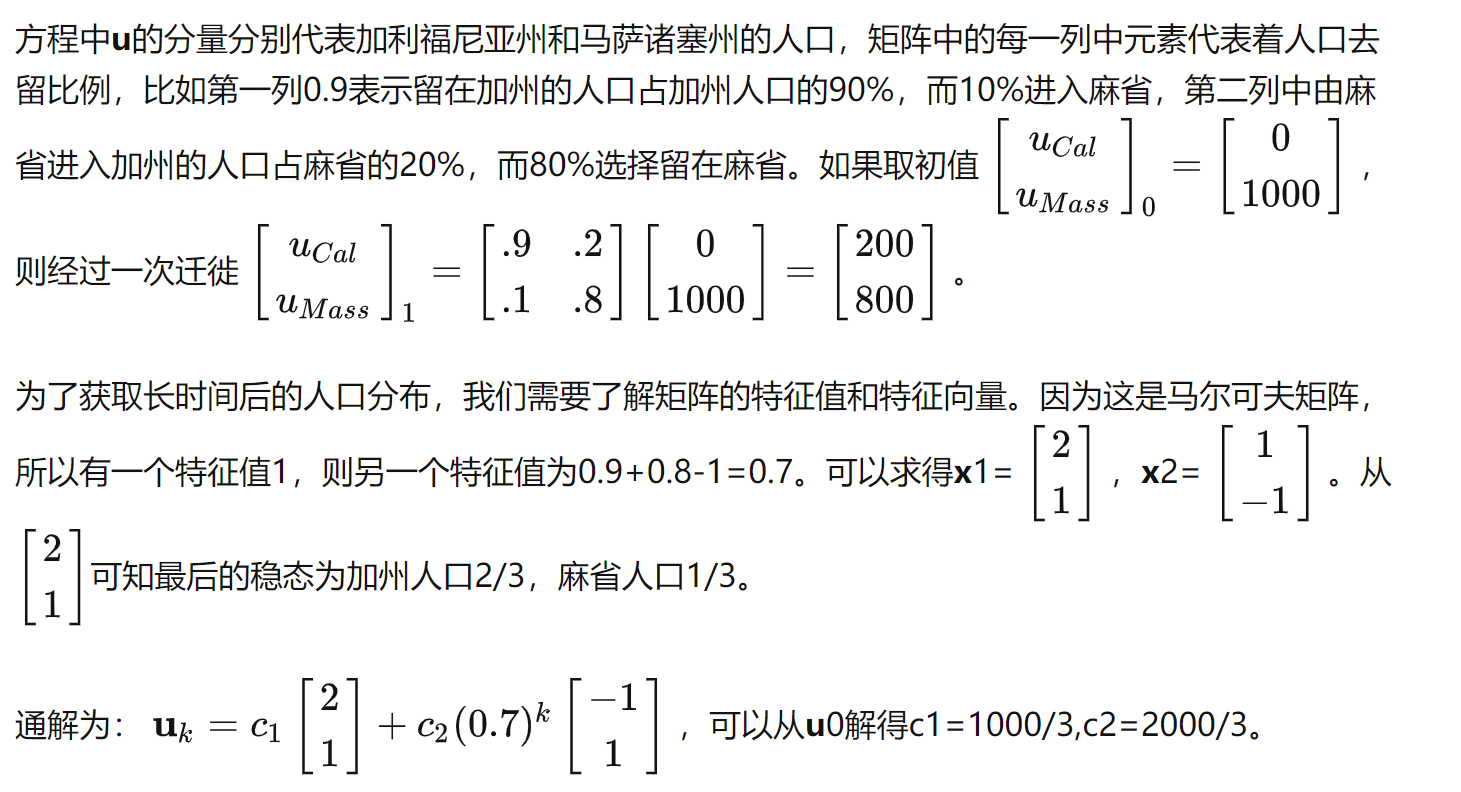 方程中u的分量分别代表加利福尼亚州和马萨诸塞州的人口，矩阵中的每一列中元素代表着人口去
留比例，比如第一列0.9表示留在加州的人口占加州人口的90%，而10%进入麻省，第二列中由麻
省进入加州的人口占麻省的20%，而80%选择留在麻省。如果取初值 $\begin{bmatrix} u_{Cal} \\ u_{Mass} \end{bmatrix}_0 = \begin{bmatrix} 0 \\ 1000 \end{bmatrix}$ ，
则经过一次迁徙 $\begin{bmatrix} u_{Cal} \\ u_{Mass} \end{bmatrix}_1 = \begin{bmatrix} .9 & .2 \\ .1 & .8 \end{bmatrix} \begin{bmatrix} 0 \\ 1000 \end{bmatrix} = \begin{bmatrix} 200 \\ 800 \end{bmatrix}$ 。
为了获取长时间后的人口分布，我们需要了解矩阵的特征值和特征向量。因为这是马尔可夫矩阵，
所以有一个特征值1，则另一个特征值为0.9+0.8-1=0.7。可以求得x1= $\begin{bmatrix} 2 \\ 1 \end{bmatrix}$ ，x2= $\begin{bmatrix} 1 \\ -1 \end{bmatrix}$ 。从
$\begin{bmatrix} 2 \\ 1 \end{bmatrix}$ 可知最后的稳态为加州人口2/3，麻省人口1/3。
通解为： $\mathbf{u}_k = c_1 \begin{bmatrix} 2 \\ 1 \end{bmatrix} + c_2(0.7)^k \begin{bmatrix} -1 \\ 1 \end{bmatrix}$ ，可以从u0解得c1=1000/3,c2=2000/3。